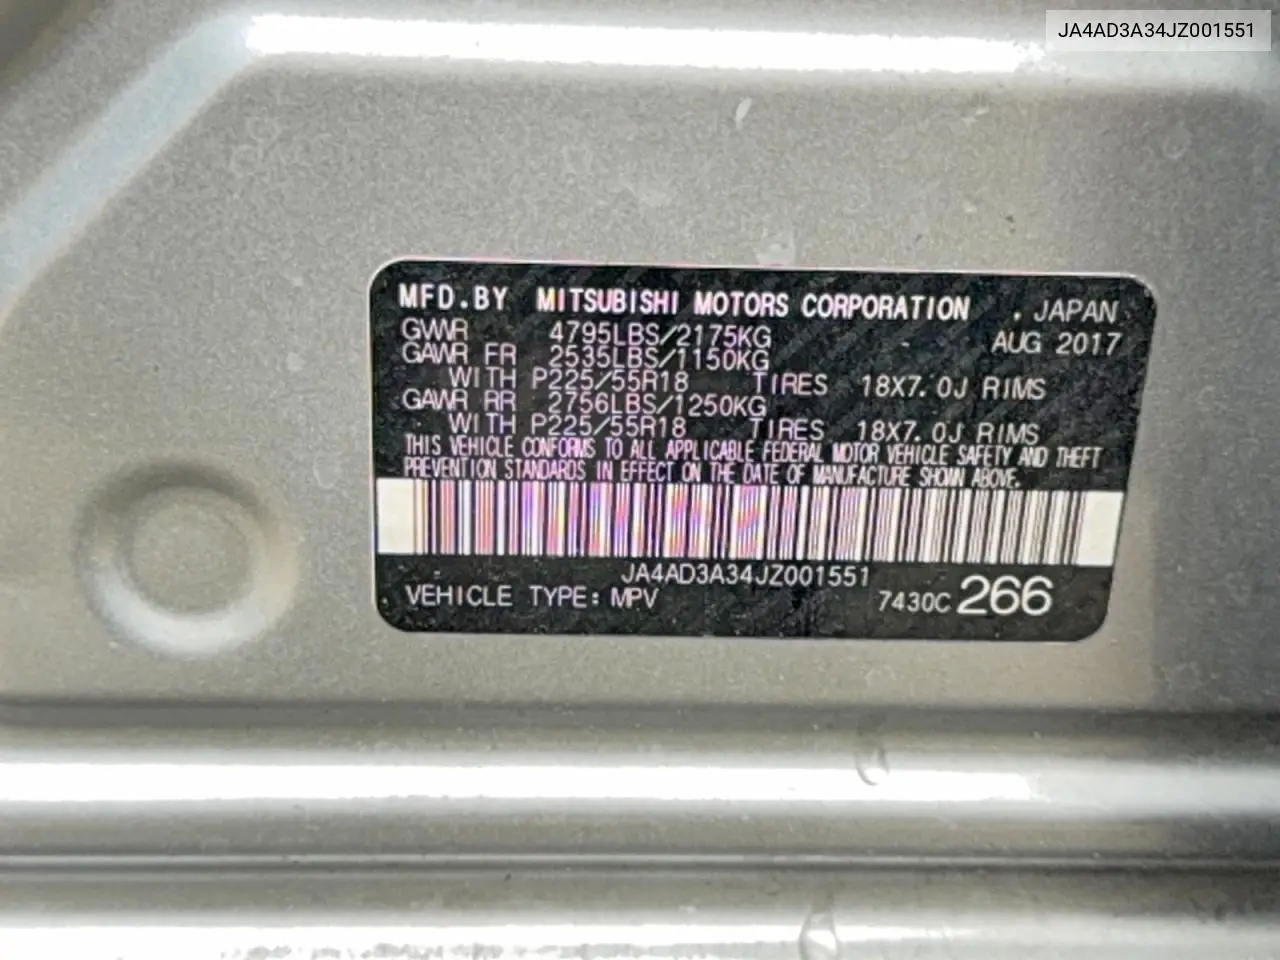 JA4AD3A34JZ001551
MFD.BY MITSUBISHI MOTORS CORPORATION , JAPAN
GVWR 4795LBS/2175KG AUG 2017
GAWR FR 2535LBS/1150KG
WITH P225/55R18 TIRES 18X7.0J RIMS
GAWR RR 2756LBS/1250KG
WITH P225/55R18 TIRES 18X7.0J RIMS
THIS VEHICLE CONFORMS TO ALL APPLICABLE FEDERAL MOTOR VEHICLE SAFETY AND THEFT
PREVENTION STANDARDS IN EFFECT ON THE DATE OF MANUFACTURE SHOWN ABOVE.
JA4AD3A34JZ001551
VEHICLE TYPE: MPV 7430C 266